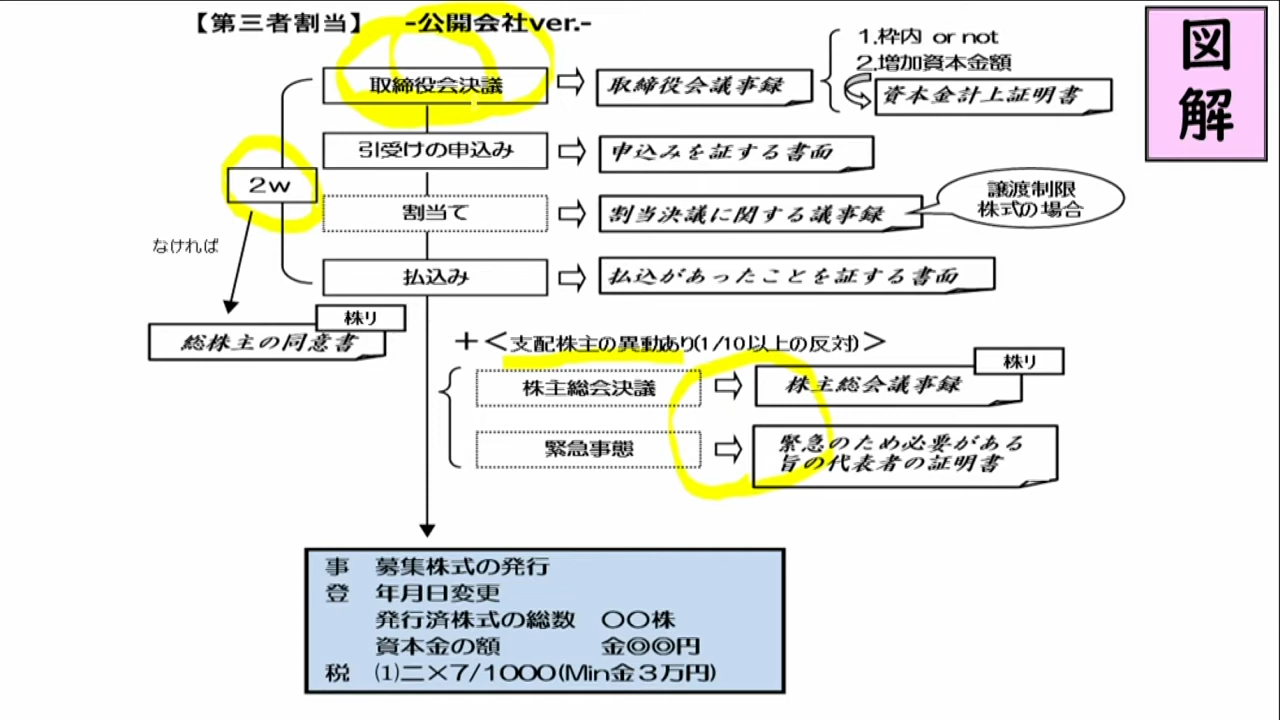 【第三者割当】 -公開会社ver.-
図解
1.枠内 or not
2.増加資本金額
取締役会決議
取締役会議事録
資本金計上証明書
引受けの申込み
申込みを証する書面
2w
割当て
割当決議に関する議事録
譲渡制限
株式の場合
なければ
払込み
払込があったことを証する書面
株リ
総株主の同意書
+<支配株主の異動あり(1/10以上の反対)>
株主総会決議
株主総会議事録
株リ
緊急事態
緊急のため必要がある
旨の代表者の証明書
事 募集株式の発行
登 年月日変更
発行済株式の総数 〇〇株
資本金の額 金◎◎円
税 ⑴ニ×7/1000(Min金3万円)